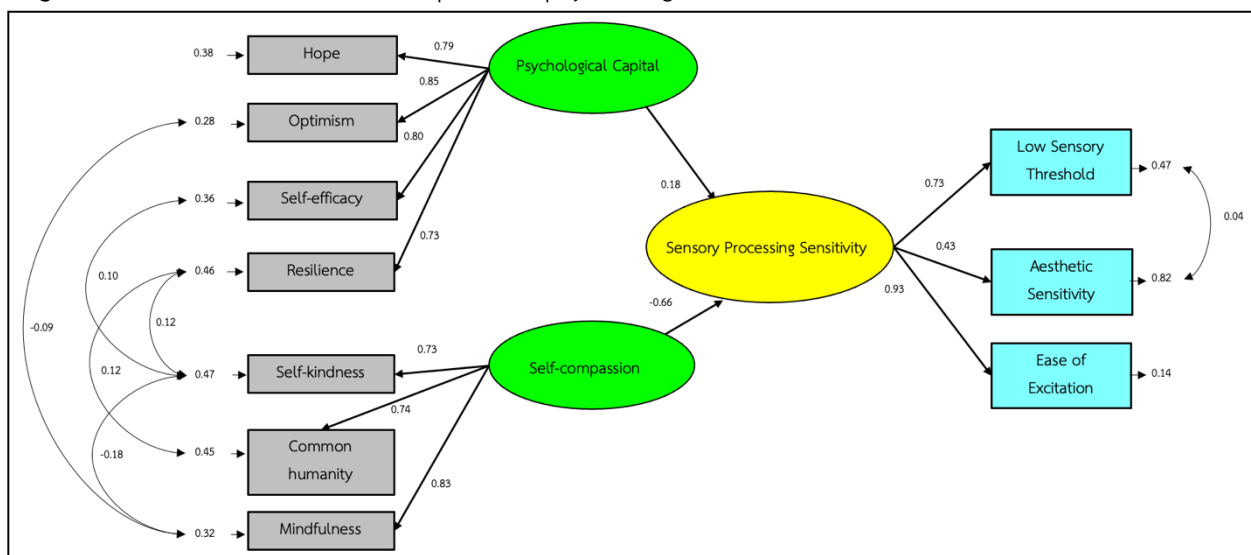 0.38
Hope
0.79
Psychological Capital
0.85
0.28
Optimism
0.80
Low Sensory
Threshold
0.47
0.36
Self-efficacy
0.18
0.73
0.04
0.73
Sensory Processing Sensitivity
0.43
0.46
Resilience
0.10
0.93
Aesthetic
Sensitivity
0.82
-0.66
0.12
-0.09
0.12
0.47
Self-kindness
0.73
Self-compassion
Ease of
Excitation
0.14
0.74
-0.18
0.45
Common
humanity
0.83
0.32
Mindfulness